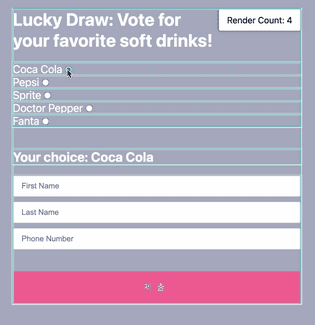 Lucky Draw: Vote for
your favorite soft drinks!
Render Count: 4
Coca Cola
Pepsi
Sprite
Doctor Pepper
Fanta
Your choice: Coca Cola
First Name
Last Name
Phone Number